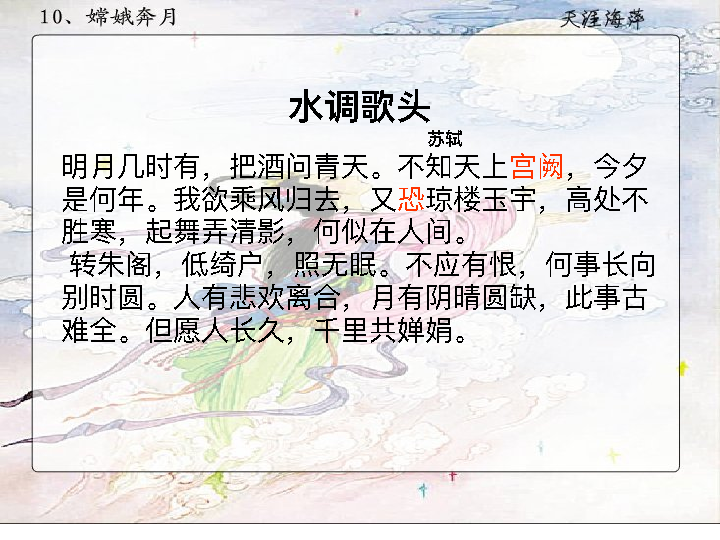 10、嫦娥奔月
天涯海萍
水调歌头
苏轼
明月几时有，把酒问青天。不知天上宫阙，今夕
是何年。我欲乘风归去，又恐琼楼玉宇，高处不
胜寒，起舞弄清影，何似在人间。
转朱阁，低绮户，照无眠。不应有恨，何事长向
别时圆。人有悲欢离合，月有阴晴圆缺，此事古
难全。但愿人长久，千里共婵娟。